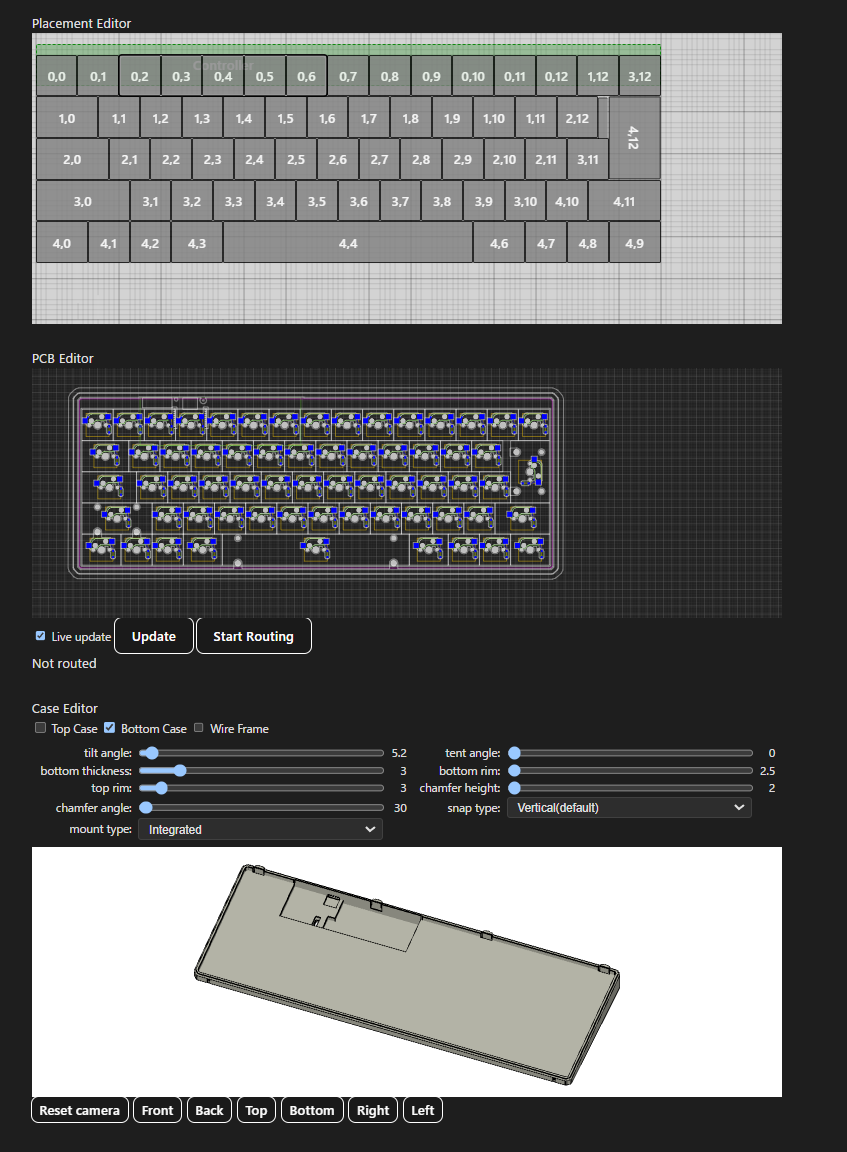 Placement Editor
Controller
0,0 0,1 0,2 0,3 0,4 0,5 0,6 0,7 0,8 0,9 0,10 0,11 0,12 1,12 3,12
1,0 1,1 1,2 1,3 1,4 1,5 1,6 1,7 1,8 1,9 1,10 1,11 2,12 4,12
2,0 2,1 2,2 2,3 2,4 2,5 2,6 2,7 2,8 2,9 2,10 2,11 3,11
3,0 3,1 3,2 3,3 3,4 3,5 3,6 3,7 3,8 3,9 3,10 4,10 4,11
4,0 4,1 4,2 4,3 4,4 4,6 4,7 4,8 4,9
PCB Editor
Live update Update Start Routing
Not routed
Case Editor
Top Case Bottom Case Wire Frame
tilt angle: 5.2 tent angle: 0
bottom thickness: 3 bottom rim: 2.5
top rim: 3 chamfer height: 2
chamfer angle: 30 snap type: Vertical(default)
mount type: Integrated
Reset camera Front Back Top Bottom Right Left